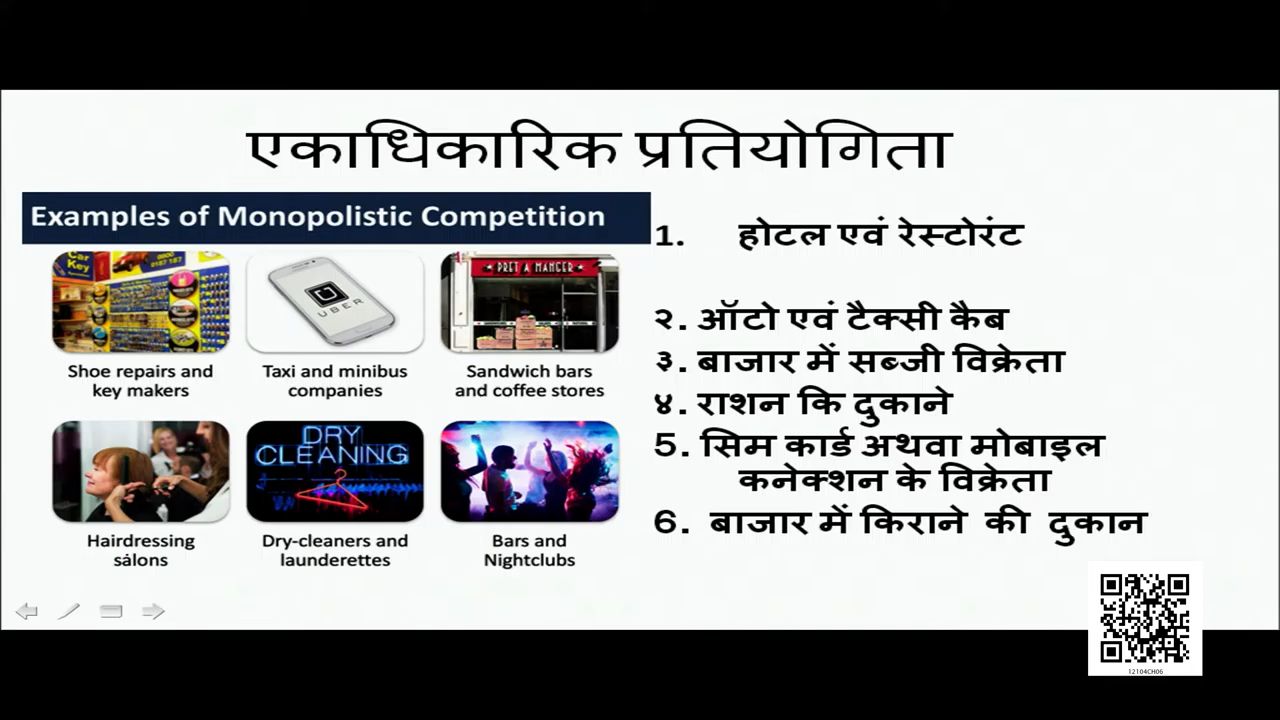 एकाधिकारिक प्रतियोगिता
Examples of Monopolistic Competition
Car
Key
UBER
PRET A MANGER
Shoe repairs and
key makers
Taxi and minibus
companies
Sandwich bars
and coffee stores
DRY
CLEANING
Hairdressing
salons
Dry-cleaners and
launderettes
Bars and
Nightclubs
1. होटल एवं रेस्टोरंट
२. ऑटो एवं टैक्सी कैब
३. बाजार में सब्जी विक्रेता
४. राशन कि दुकाने
5. सिम कार्ड अथवा मोबाइल
कनेक्शन के विक्रेता
6. बाजार में किराने की दुकान
12104CH06